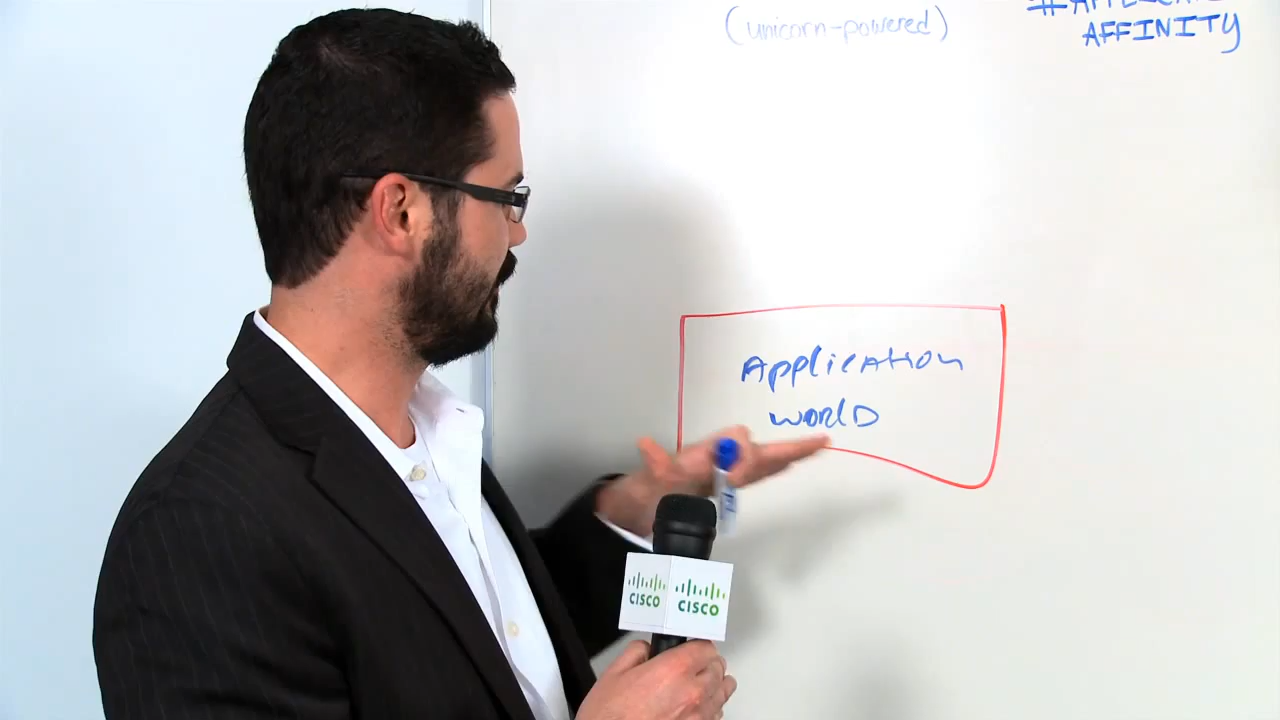 (unicorn-powered)
AFFINITY
Application
World
CISCO
CISCO